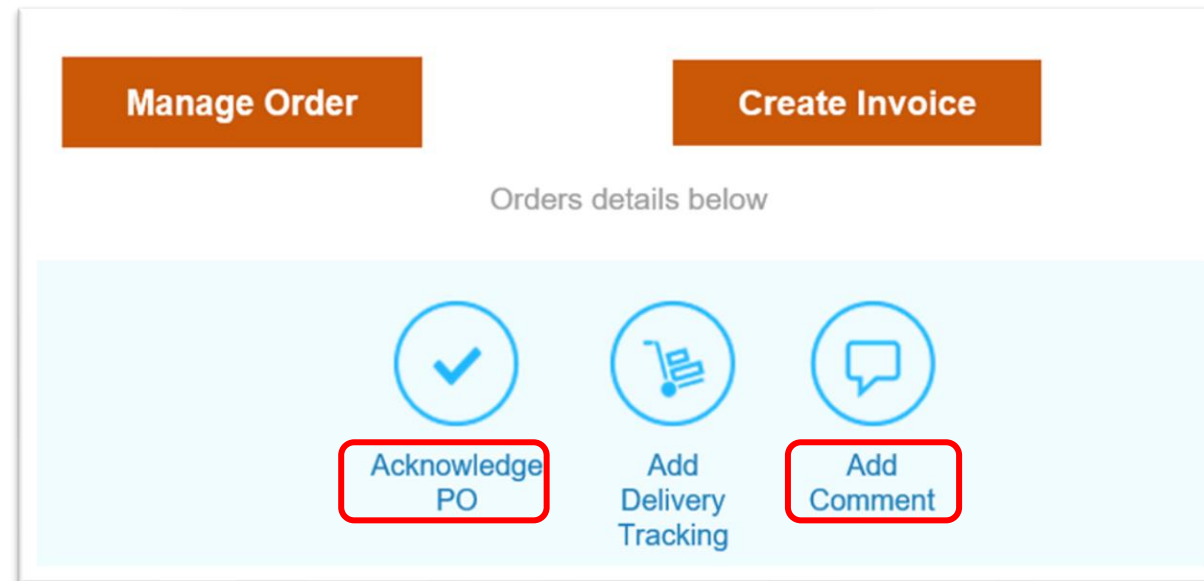 Manage Order
Create Invoice
Orders details below
Acknowledge
PO
Add
Delivery
Tracking
Add
Comment